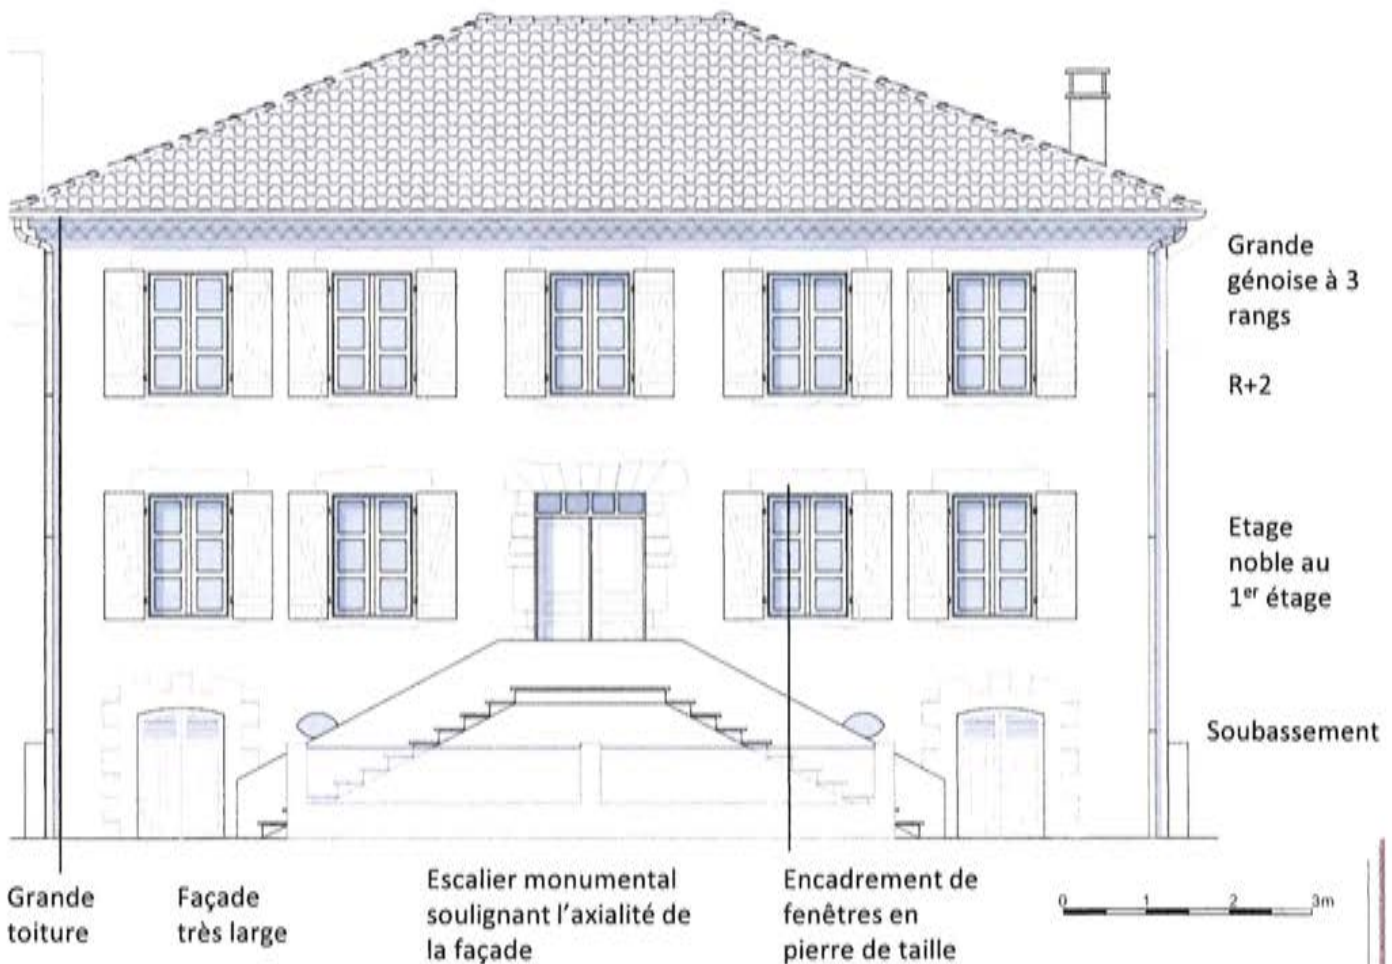 Grande
génoise à 3
rangs
R+2
Etage
noble au
1er étage
Soubassement
Grande
toiture
Façade
très large
Escalier monumental
soulignant l'axialité de
la façade
Encadrement de
fenêtres en
pierre de taille
0 1 2 3m